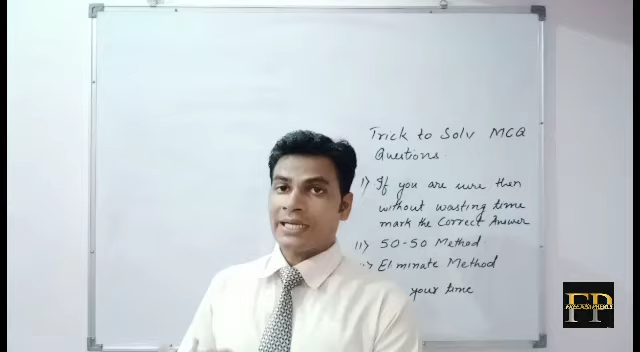 Trick to Solv MCQ
Questions.
i) If you are sure then
without wasting time
mark the Correct Answer
ii) 50-50 Method
Eliminate Method
your time
FP